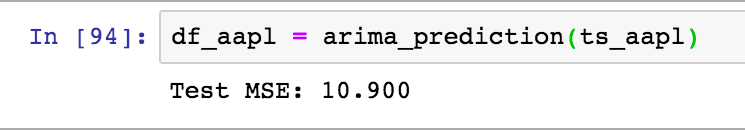 In [94]: df_aapl = arima_prediction(ts_aapl)
Test MSE: 10.900